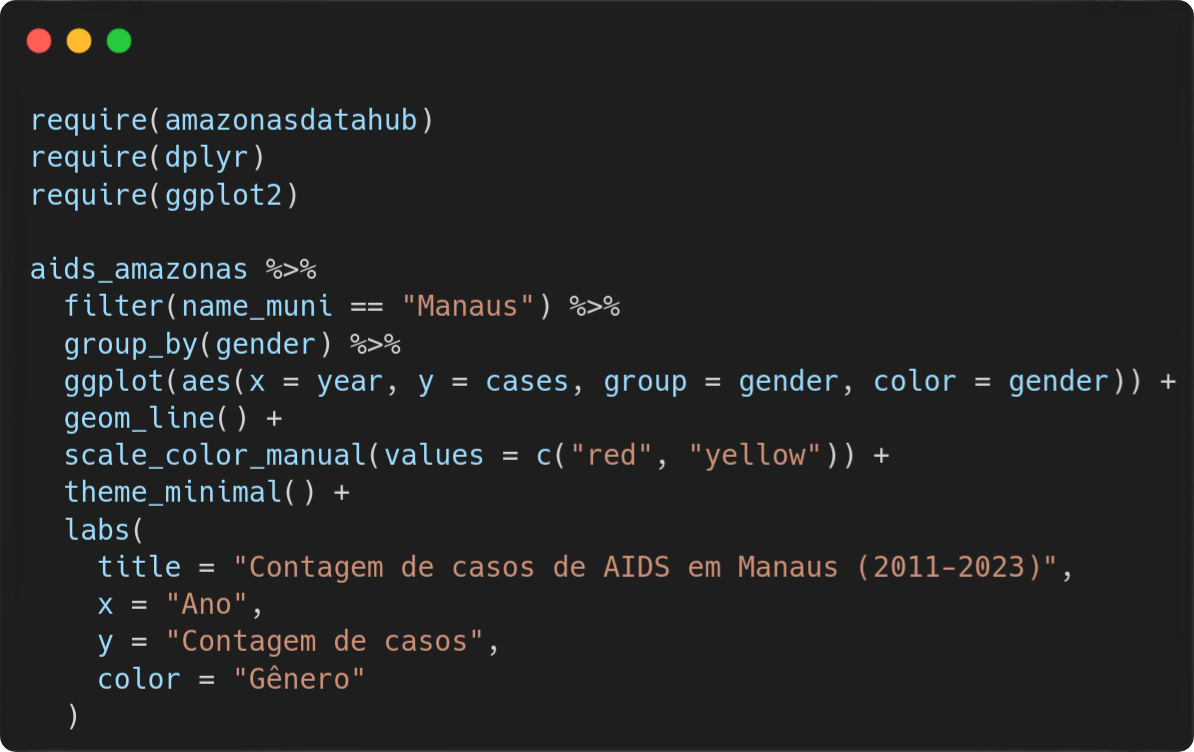 require(amazonasdatahub)
require(dplyr)
require(ggplot2)

aids_amazonas %>%
  filter(name_muni == "Manaus") %>%
  group_by(gender) %>%
  ggplot(aes(x = year, y = cases, group = gender, color = gender)) +
  geom_line() +
  scale_color_manual(values = c("red", "yellow")) +
  theme_minimal() +
  labs(
    title = "Contagem de casos de AIDS em Manaus (2011-2023)",
    x = "Ano",
    y = "Contagem de casos",
    color = "Gênero"
  )